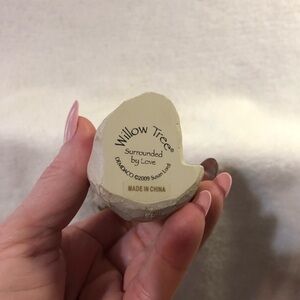 Willow Tree®
Surrounded
by Love
DEMDACO ©2009 Susan Lordi
MADE IN CHINA